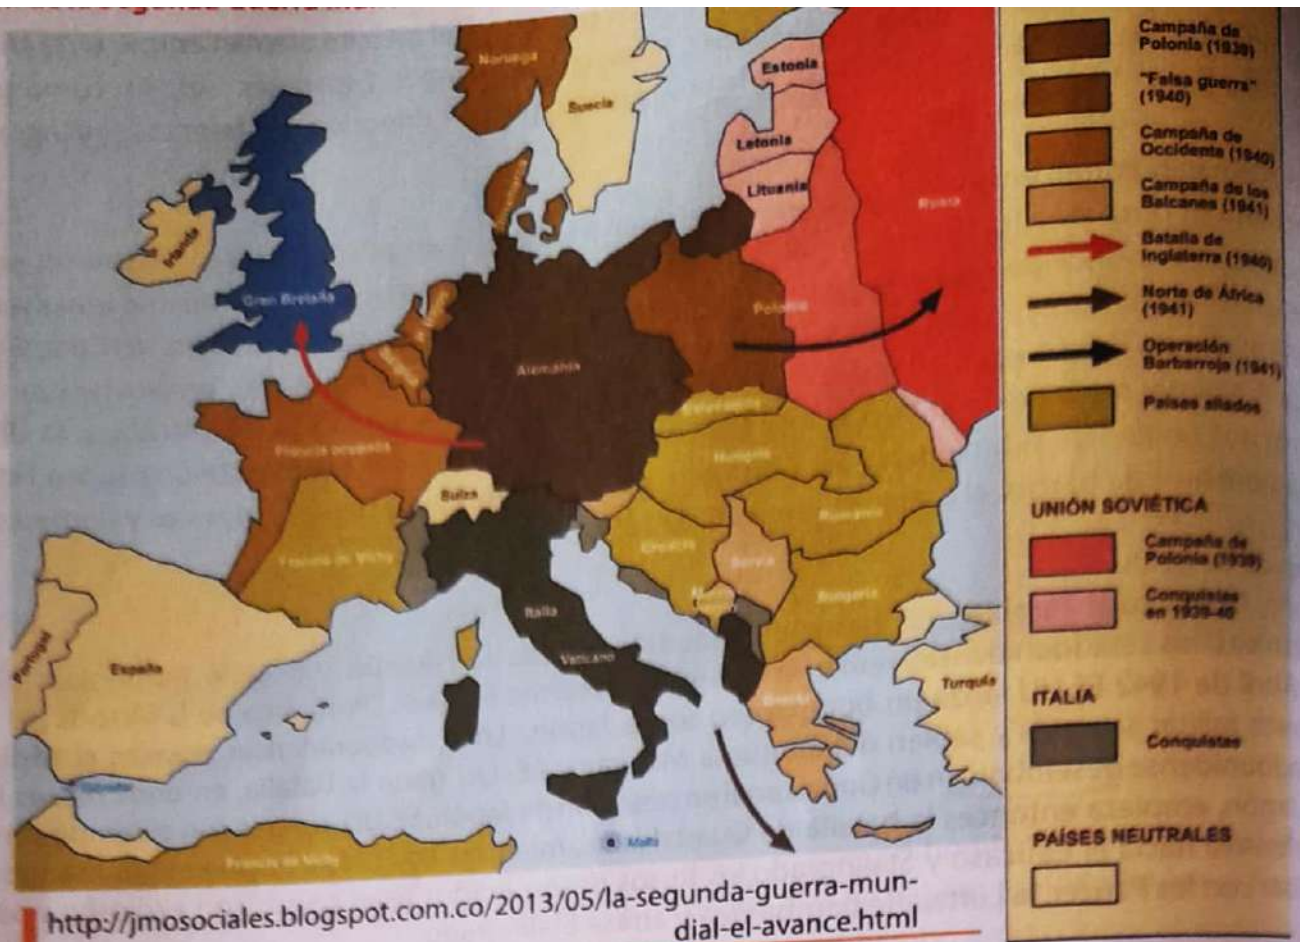 Noruega
Suecia
Estonia
Letonia
Lituania
Rusia
Irlanda
Gran Bretaña
Polonia
Alemania
Francia ocupada
Suiza
Hungría
Rumania
Francia de Vichy
Croacia
Servia
Bulgaria
Italia
Vaticano
Portugal
España
Grecia
Turquía
Malta
Francia de Vichy
Campaña de
Polonia (1939)
"Falsa guerra"
(1940)
Campaña de
Occidente (1940)
Campaña de los
Balcanes (1941)
Batalla de
Inglaterra (1940)
Norte de África
(1941)
Operación
Barbarroja (1941)
Países aliados
UNIÓN SOVIÉTICA
Campaña de
Polonia (1939)
Conquistas
en 1939-40
ITALIA
Conquistas
PAÍSES NEUTRALES
http://jmosociales.blogspot.com.co/2013/05/la-segunda-guerra-mun-
dial-el-avance.html